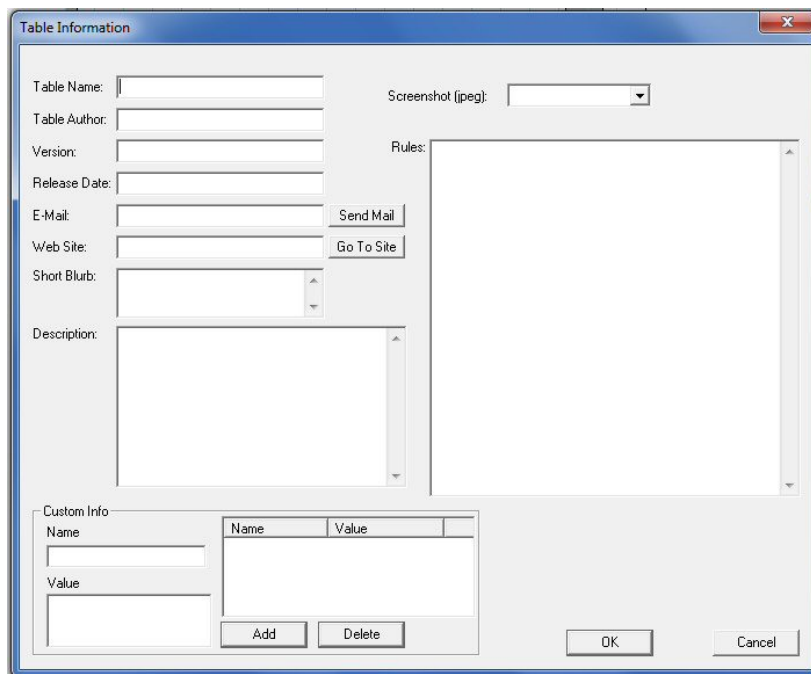 Table Information
Table Name:
Screenshot (jpeg):
Table Author:
Version:
Rules:
Release Date:
E-Mail:
Send Mail
Web Site:
Go To Site
Short Blurb:
Description:
Custom Info
Name
Name Value
Value
Add Delete
OK Cancel